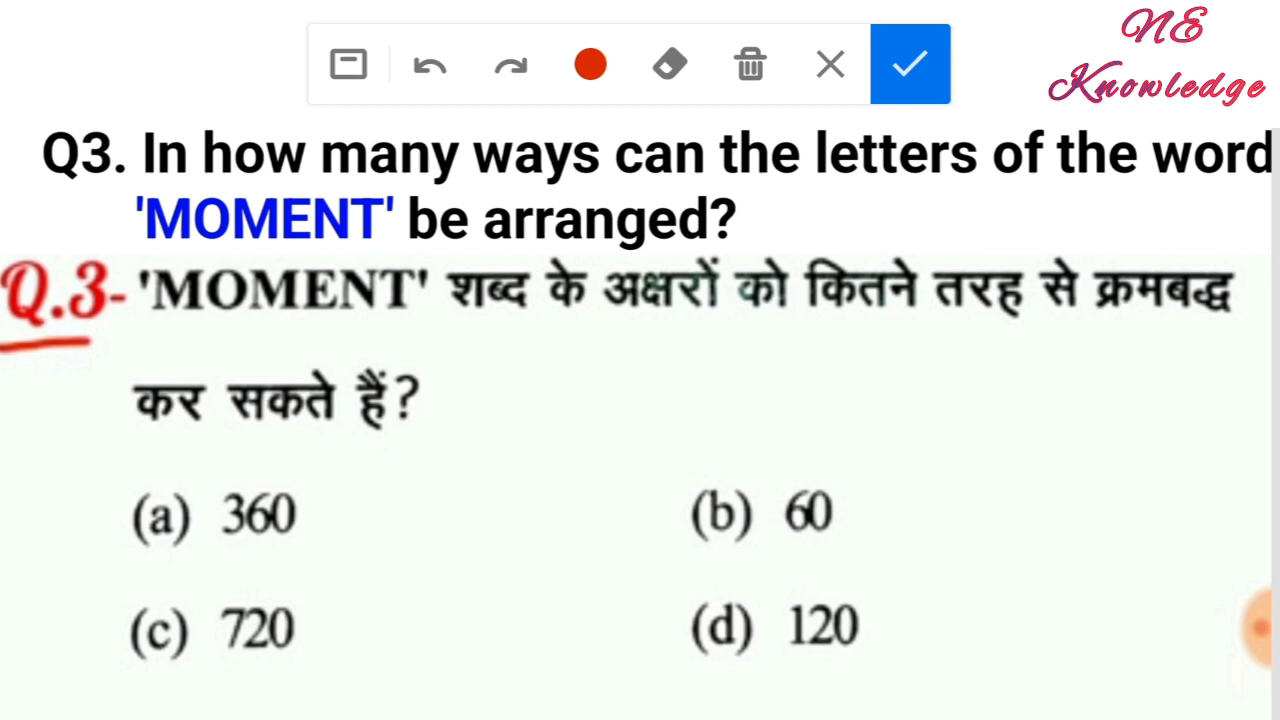 NE
Knowledge
Q3. In how many ways can the letters of the word
'MOMENT' be arranged?
Q.3- 'MOMENT' शब्द के अक्षरों को कितने तरह से क्रमबद्ध
कर सकते हैं?
(a) 360 (b) 60
(c) 720 (d) 120